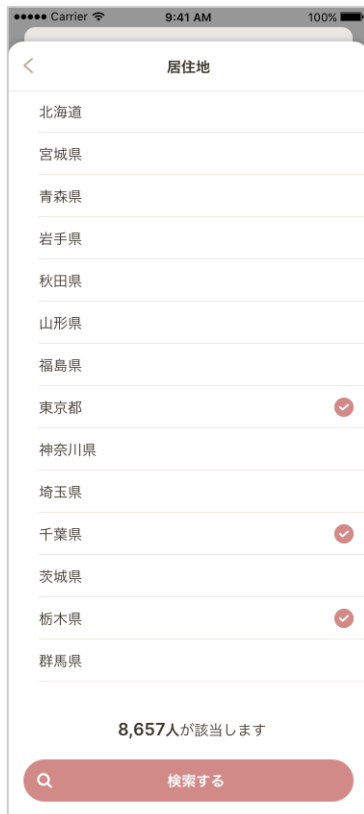 Carrier 9:41 AM 100%
居住地
北海道
宮城県
青森県
岩手県
秋田県
山形県
福島県
東京都
神奈川県
埼玉県
千葉県
茨城県
栃木県
群馬県
8,657人が該当します
検索する